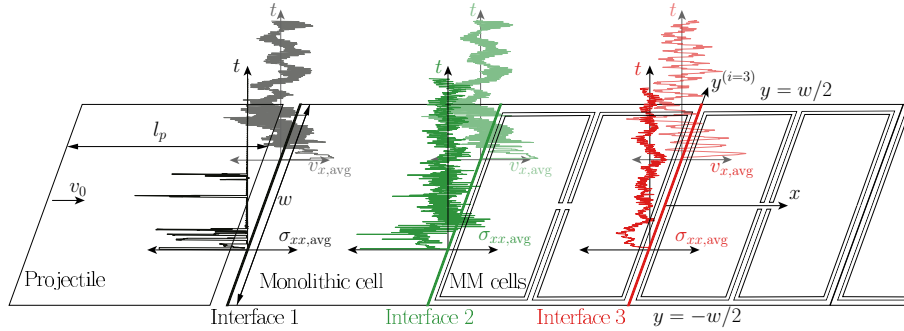 t
t
t
t
t
t
y^{(i=3)}
y = w/2
l_p
v_{x,avg}
v_{x,avg}
v_{x,avg}
v_0
w
x
σ_{xx,avg}
σ_{xx,avg}
σ_{xx,avg}
Projectile
Monolithic cell
MM cells
Interface 1
Interface 2
Interface 3
y = −w/2